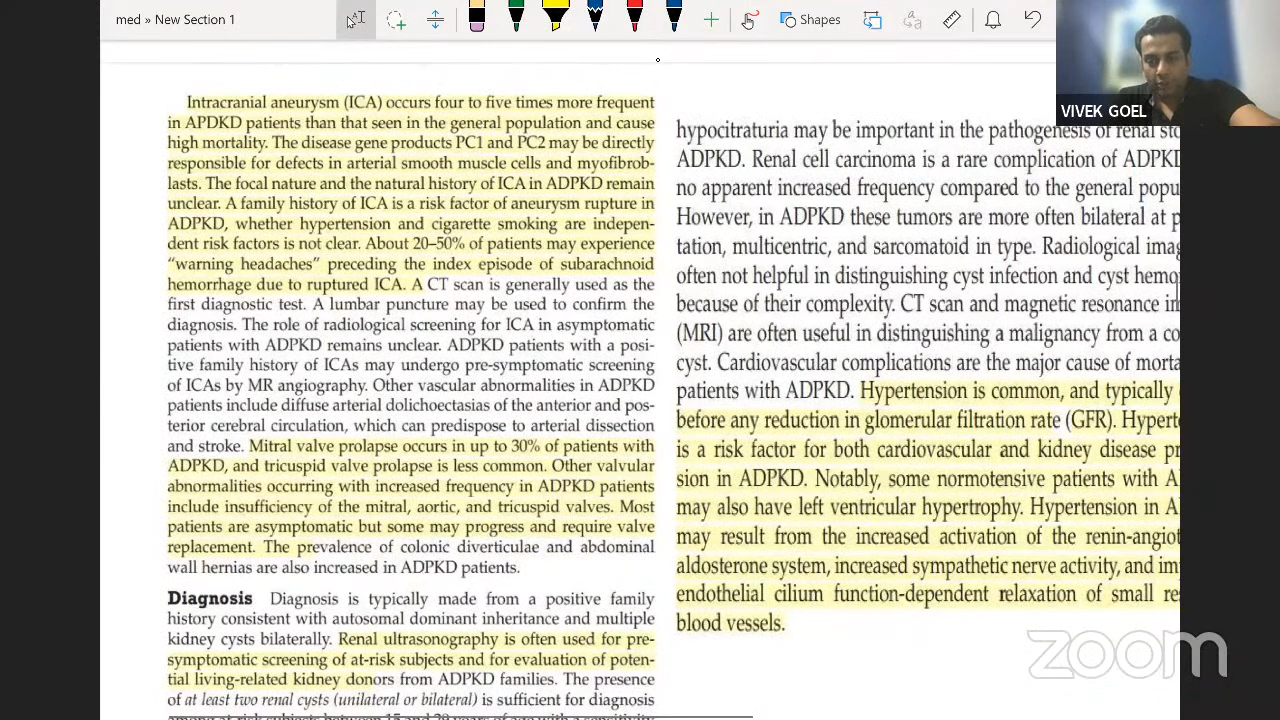 med » New Section 1
Shapes
VIVEK GOEL
Intracranial aneurysm (ICA) occurs four to five times more frequent
in APDKD patients than that seen in the general population and cause
high mortality. The disease gene products PC1 and PC2 may be directly
responsible for defects in arterial smooth muscle cells and myofibrob-
lasts. The focal nature and the natural history of ICA in ADPKD remain
unclear. A family history of ICA is a risk factor of aneurysm rupture in
ADPKD, whether hypertension and cigarette smoking are indepen-
dent risk factors is not clear. About 20–50% of patients may experience
“warning headaches” preceding the index episode of subarachnoid
hemorrhage due to ruptured ICA. A CT scan is generally used as the
first diagnostic test. A lumbar puncture may be used to confirm the
diagnosis. The role of radiological screening for ICA in asymptomatic
patients with ADPKD remains unclear. ADPKD patients with a posi-
tive family history of ICAs may undergo pre-symptomatic screening
of ICAs by MR angiography. Other vascular abnormalities in ADPKD
patients include diffuse arterial dolichoectasias of the anterior and pos-
terior cerebral circulation, which can predispose to arterial dissection
and stroke. Mitral valve prolapse occurs in up to 30% of patients with
ADPKD, and tricuspid valve prolapse is less common. Other valvular
abnormalities occurring with increased frequency in ADPKD patients
include insufficiency of the mitral, aortic, and tricuspid valves. Most
patients are asymptomatic but some may progress and require valve
replacement. The prevalence of colonic diverticulae and abdominal
wall hernias are also increased in ADPKD patients.
Diagnosis Diagnosis is typically made from a positive family
history consistent with autosomal dominant inheritance and multiple
kidney cysts bilaterally. Renal ultrasonography is often used for pre-
symptomatic screening of at-risk subjects and for evaluation of poten-
tial living-related kidney donors from ADPKD families. The presence
of at least two renal cysts (unilateral or bilateral) is sufficient for diagnosis
among at-risk subjects between 15 and 29 years of age with a sensitivity
hypocitraturia may be important in the pathogenesis of renal sto
ADPKD. Renal cell carcinoma is a rare complication of ADPKD
no apparent increased frequency compared to the general popu
However, in ADPKD these tumors are more often bilateral at p
tation, multicentric, and sarcomatoid in type. Radiological imag
often not helpful in distinguishing cyst infection and cyst hemo
because of their complexity. CT scan and magnetic resonance im
(MRI) are often useful in distinguishing a malignancy from a co
cyst. Cardiovascular complications are the major cause of morta
patients with ADPKD. Hypertension is common, and typically
before any reduction in glomerular filtration rate (GFR). Hyperte
is a risk factor for both cardiovascular and kidney disease pr
sion in ADPKD. Notably, some normotensive patients with A
may also have left ventricular hypertrophy. Hypertension in A
may result from the increased activation of the renin-angiot
aldosterone system, increased sympathetic nerve activity, and im
endothelial cilium function-dependent relaxation of small re
blood vessels.
zoom